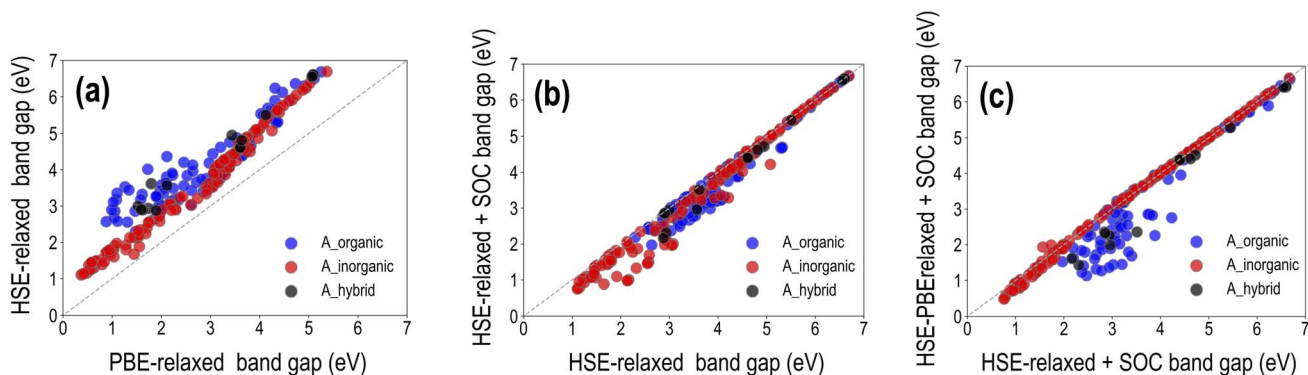 HSE-relaxed band gap (eV)
7
6
5
4
3
2
1
0
(a)
A_organic
A_inorganic
A_hybrid
0 1 2 3 4 5 6 7
PBE-relaxed band gap (eV)
HSE-relaxed + SOC band gap (eV)
7
6
5
4
3
2
1
0
(b)
A_organic
A_inorganic
A_hybrid
0 1 2 3 4 5 6 7
HSE-relaxed band gap (eV)
HSE-PBErelaxed + SOC band gap (eV)
7
6
5
4
3
2
1
0
(c)
A_organic
A_inorganic
A_hybrid
0 1 2 3 4 5 6 7
HSE-relaxed + SOC band gap (eV)